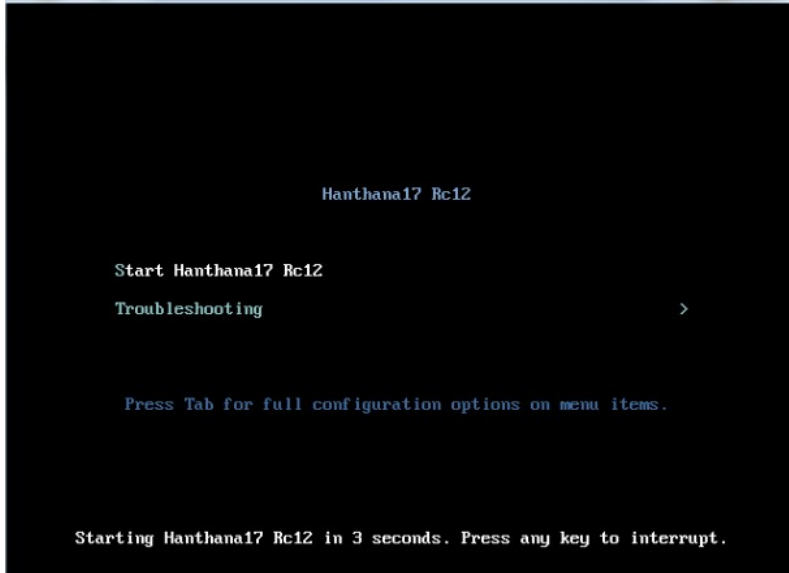 Hanthana17 Rc12
Start Hanthana17 Rc12
Troubleshooting >
Press Tab for full configuration options on menu items.
Starting Hanthana17 Rc12 in 3 seconds. Press any key to interrupt.